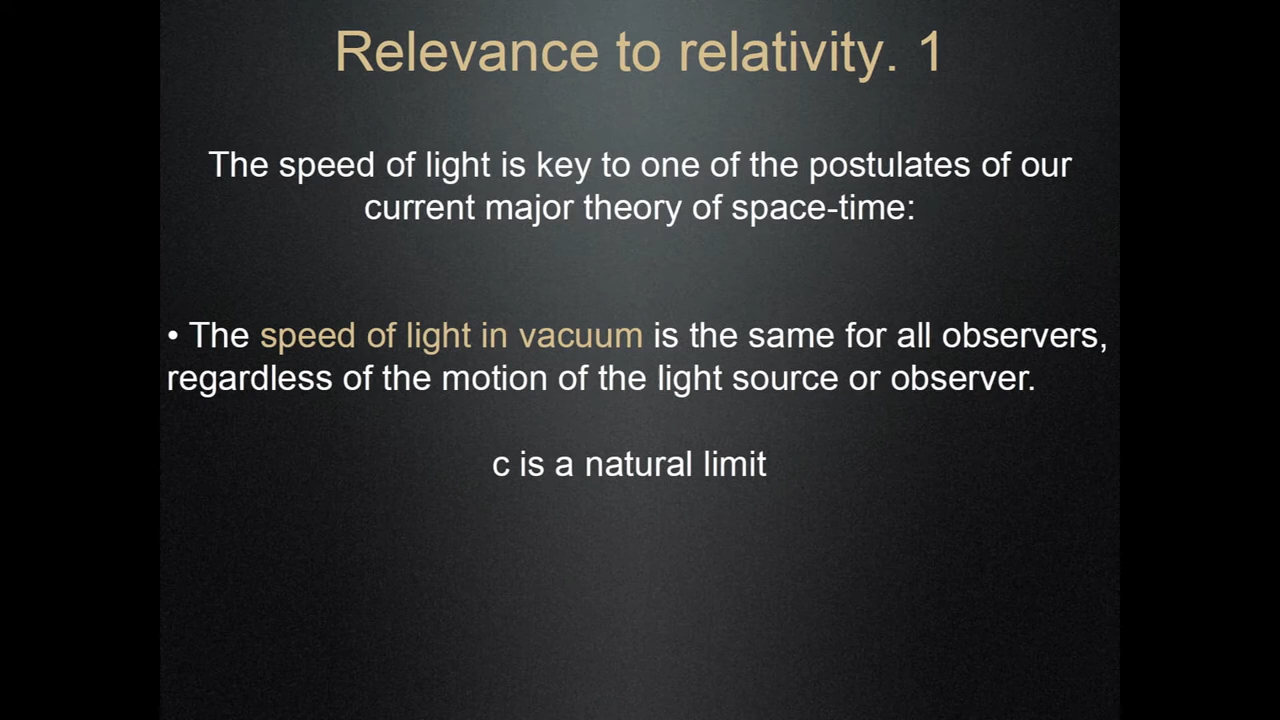 Relevance to relativity. 1
The speed of light is key to one of the postulates of our
current major theory of space-time:
• The speed of light in vacuum is the same for all observers,
regardless of the motion of the light source or observer.
c is a natural limit